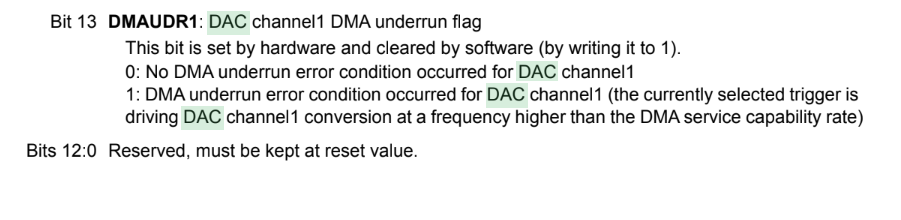 Bit 13 DMAUDR1: DAC channel1 DMA underrun flag
This bit is set by hardware and cleared by software (by writing it to 1).
0: No DMA underrun error condition occurred for DAC channel1
1: DMA underrun error condition occurred for DAC channel1 (the currently selected trigger is
driving DAC channel1 conversion at a frequency higher than the DMA service capability rate)
Bits 12:0 Reserved, must be kept at reset value.